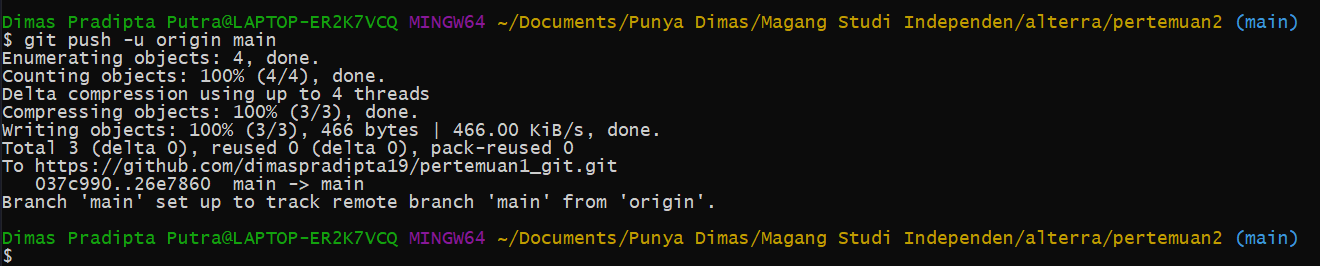 Dimas Pradipta Putra@LAPTOP-ER2K7VCQ MINGW64 ~/Documents/Punya Dimas/Magang Studi Independen/alterra/pertemuan2 (main)
$ git push -u origin main
Enumerating objects: 4, done.
Counting objects: 100% (4/4), done.
Delta compression using up to 4 threads
Compressing objects: 100% (3/3), done.
Writing objects: 100% (3/3), 466 bytes | 466.00 KiB/s, done.
Total 3 (delta 0), reused 0 (delta 0), pack-reused 0
To https://github.com/dimaspradipta19/pertemuan1_git.git
   037c990..26e7860  main -> main
Branch 'main' set up to track remote branch 'main' from 'origin'.
Dimas Pradipta Putra@LAPTOP-ER2K7VCQ MINGW64 ~/Documents/Punya Dimas/Magang Studi Independen/alterra/pertemuan2 (main)
$